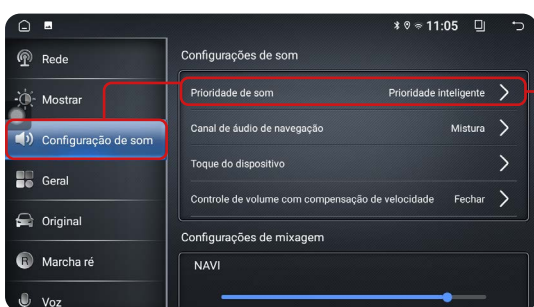 11:05
Rede
Mostrar
Configuração de som
Geral
Original
Marcha ré
Voz
Configurações de som
Prioridade de som Prioridade inteligente
Canal de áudio de navegação Mistura
Toque do dispositivo
Controle de volume com compensação de velocidade Fechar
Configurações de mixagem
NAVI